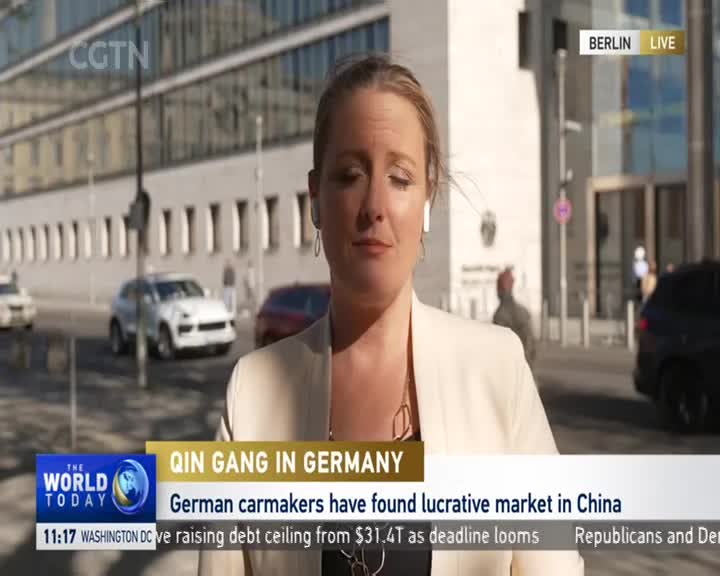 CGTN
BERLIN LIVE
QIN GANG IN GERMANY
THE WORLD TODAY
German carmakers have found lucrative market in China
11:17 WASHINGTON DC
ve raising debt ceiling from $31.4T as deadline looms Republicans and De